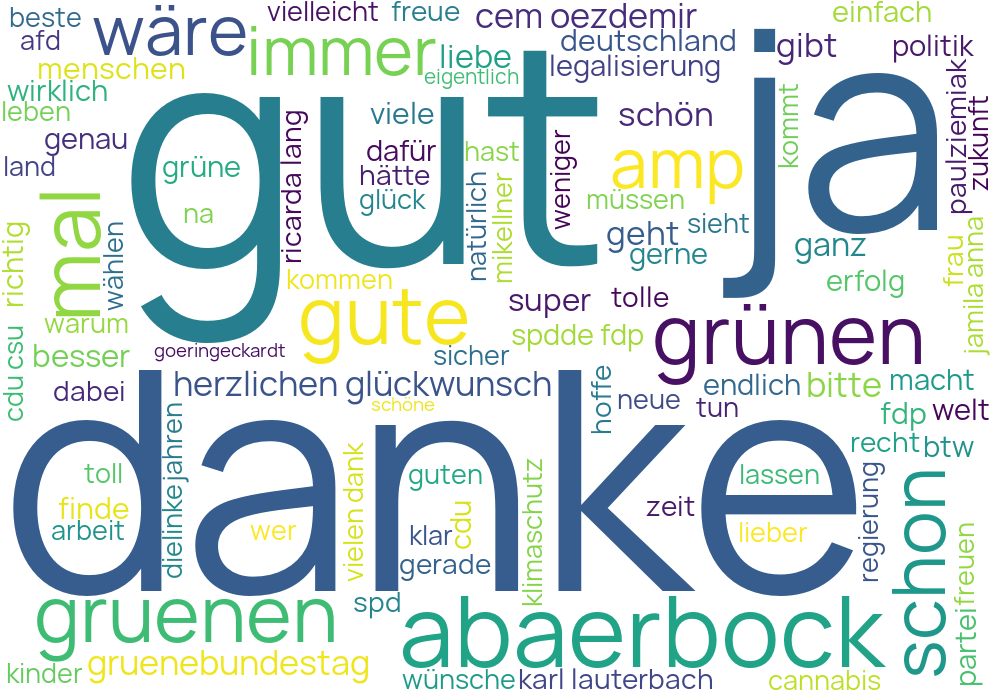 beste
vielleicht
freue
cem oezdemir
einfach
afd
wäre
immer
liebe
deutschland
gibt
politik
menschen
eigentlich
legalisierung
wirklich
leben
gut
ja
viele
schön
kommt
paulziemiak
zukunft
genau
ricarda lang
dafür
hast
weniger
amp
land
grüne
hätte
glück
natürlich
mikellner
müssen
mal
na
geht
sieht
gerne
ganz
richtig
wählen
kommen
erfolg
frau
jamila anna
warum
gute
super
tolle
grünen
spdde fdp
cdu csu
besser
goeringeckardt
sicher
dabei
herzlichen glückwunsch
schöne
hoffe
neue
endlich
tun
bitte
macht
fdp
welt
danke
recht
btw
toll
dielinke
jahren
vielen dank
guten
klimaschutz
lassen
finde
arbeit
wer
cdu
klar
gerade
zeit
lieber
regierung
schon
gruenen
spd
abaerbock
partei
freuen
kinder
gruenebundestag
wünsche
karl lauterbach
cannabis